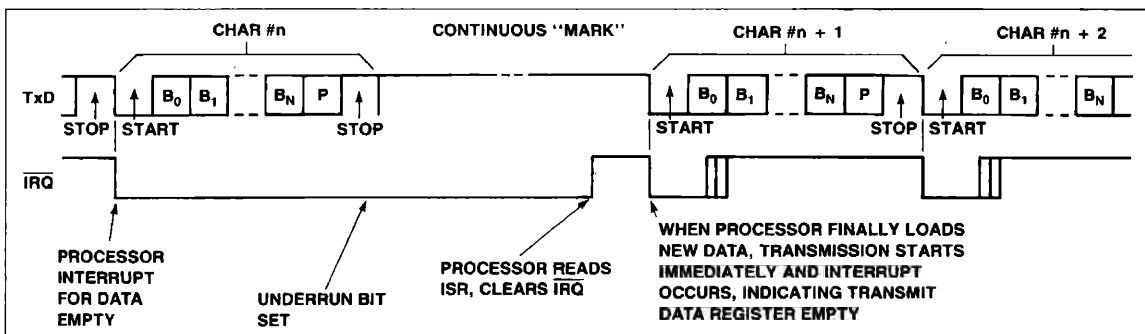 CHAR #n CONTINUOUS "MARK" CHAR #n + 1 CHAR #n + 2
TxD B0 B1 BN P B0 B1 BN P B0 B1 BN
STOP START STOP START STOP START
IRQ
PROCESSOR
INTERRUPT
FOR DATA
EMPTY
UNDERRUN BIT
SET
PROCESSOR READS
ISR, CLEARS IRQ
WHEN PROCESSOR FINALLY LOADS
NEW DATA, TRANSMISSION STARTS
IMMEDIATELY AND INTERRUPT
OCCURS, INDICATING TRANSMIT
DATA REGISTER EMPTY